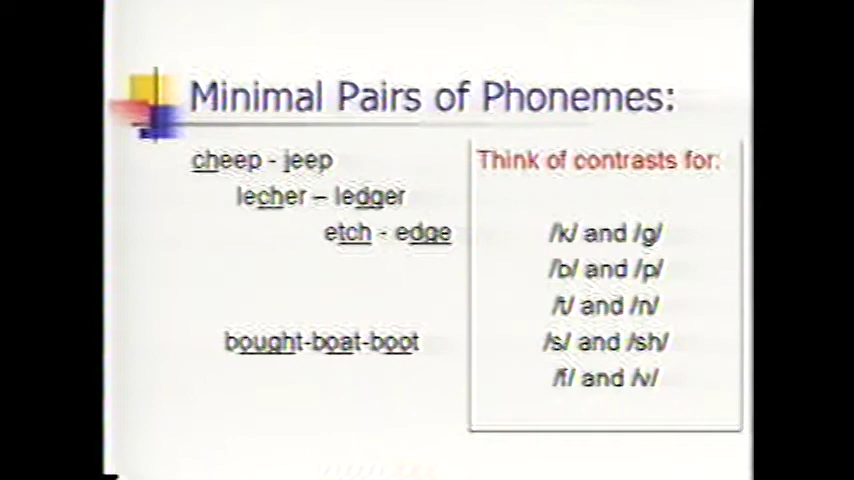 Minimal Pairs of Phonemes:
cheep - jeep
lecher – ledger
etch - edge
bought-boat-boot
Think of contrasts for:
/k/ and /g/
/b/ and /p/
/t/ and /n/
/s/ and /sh/
/f/ and /v/